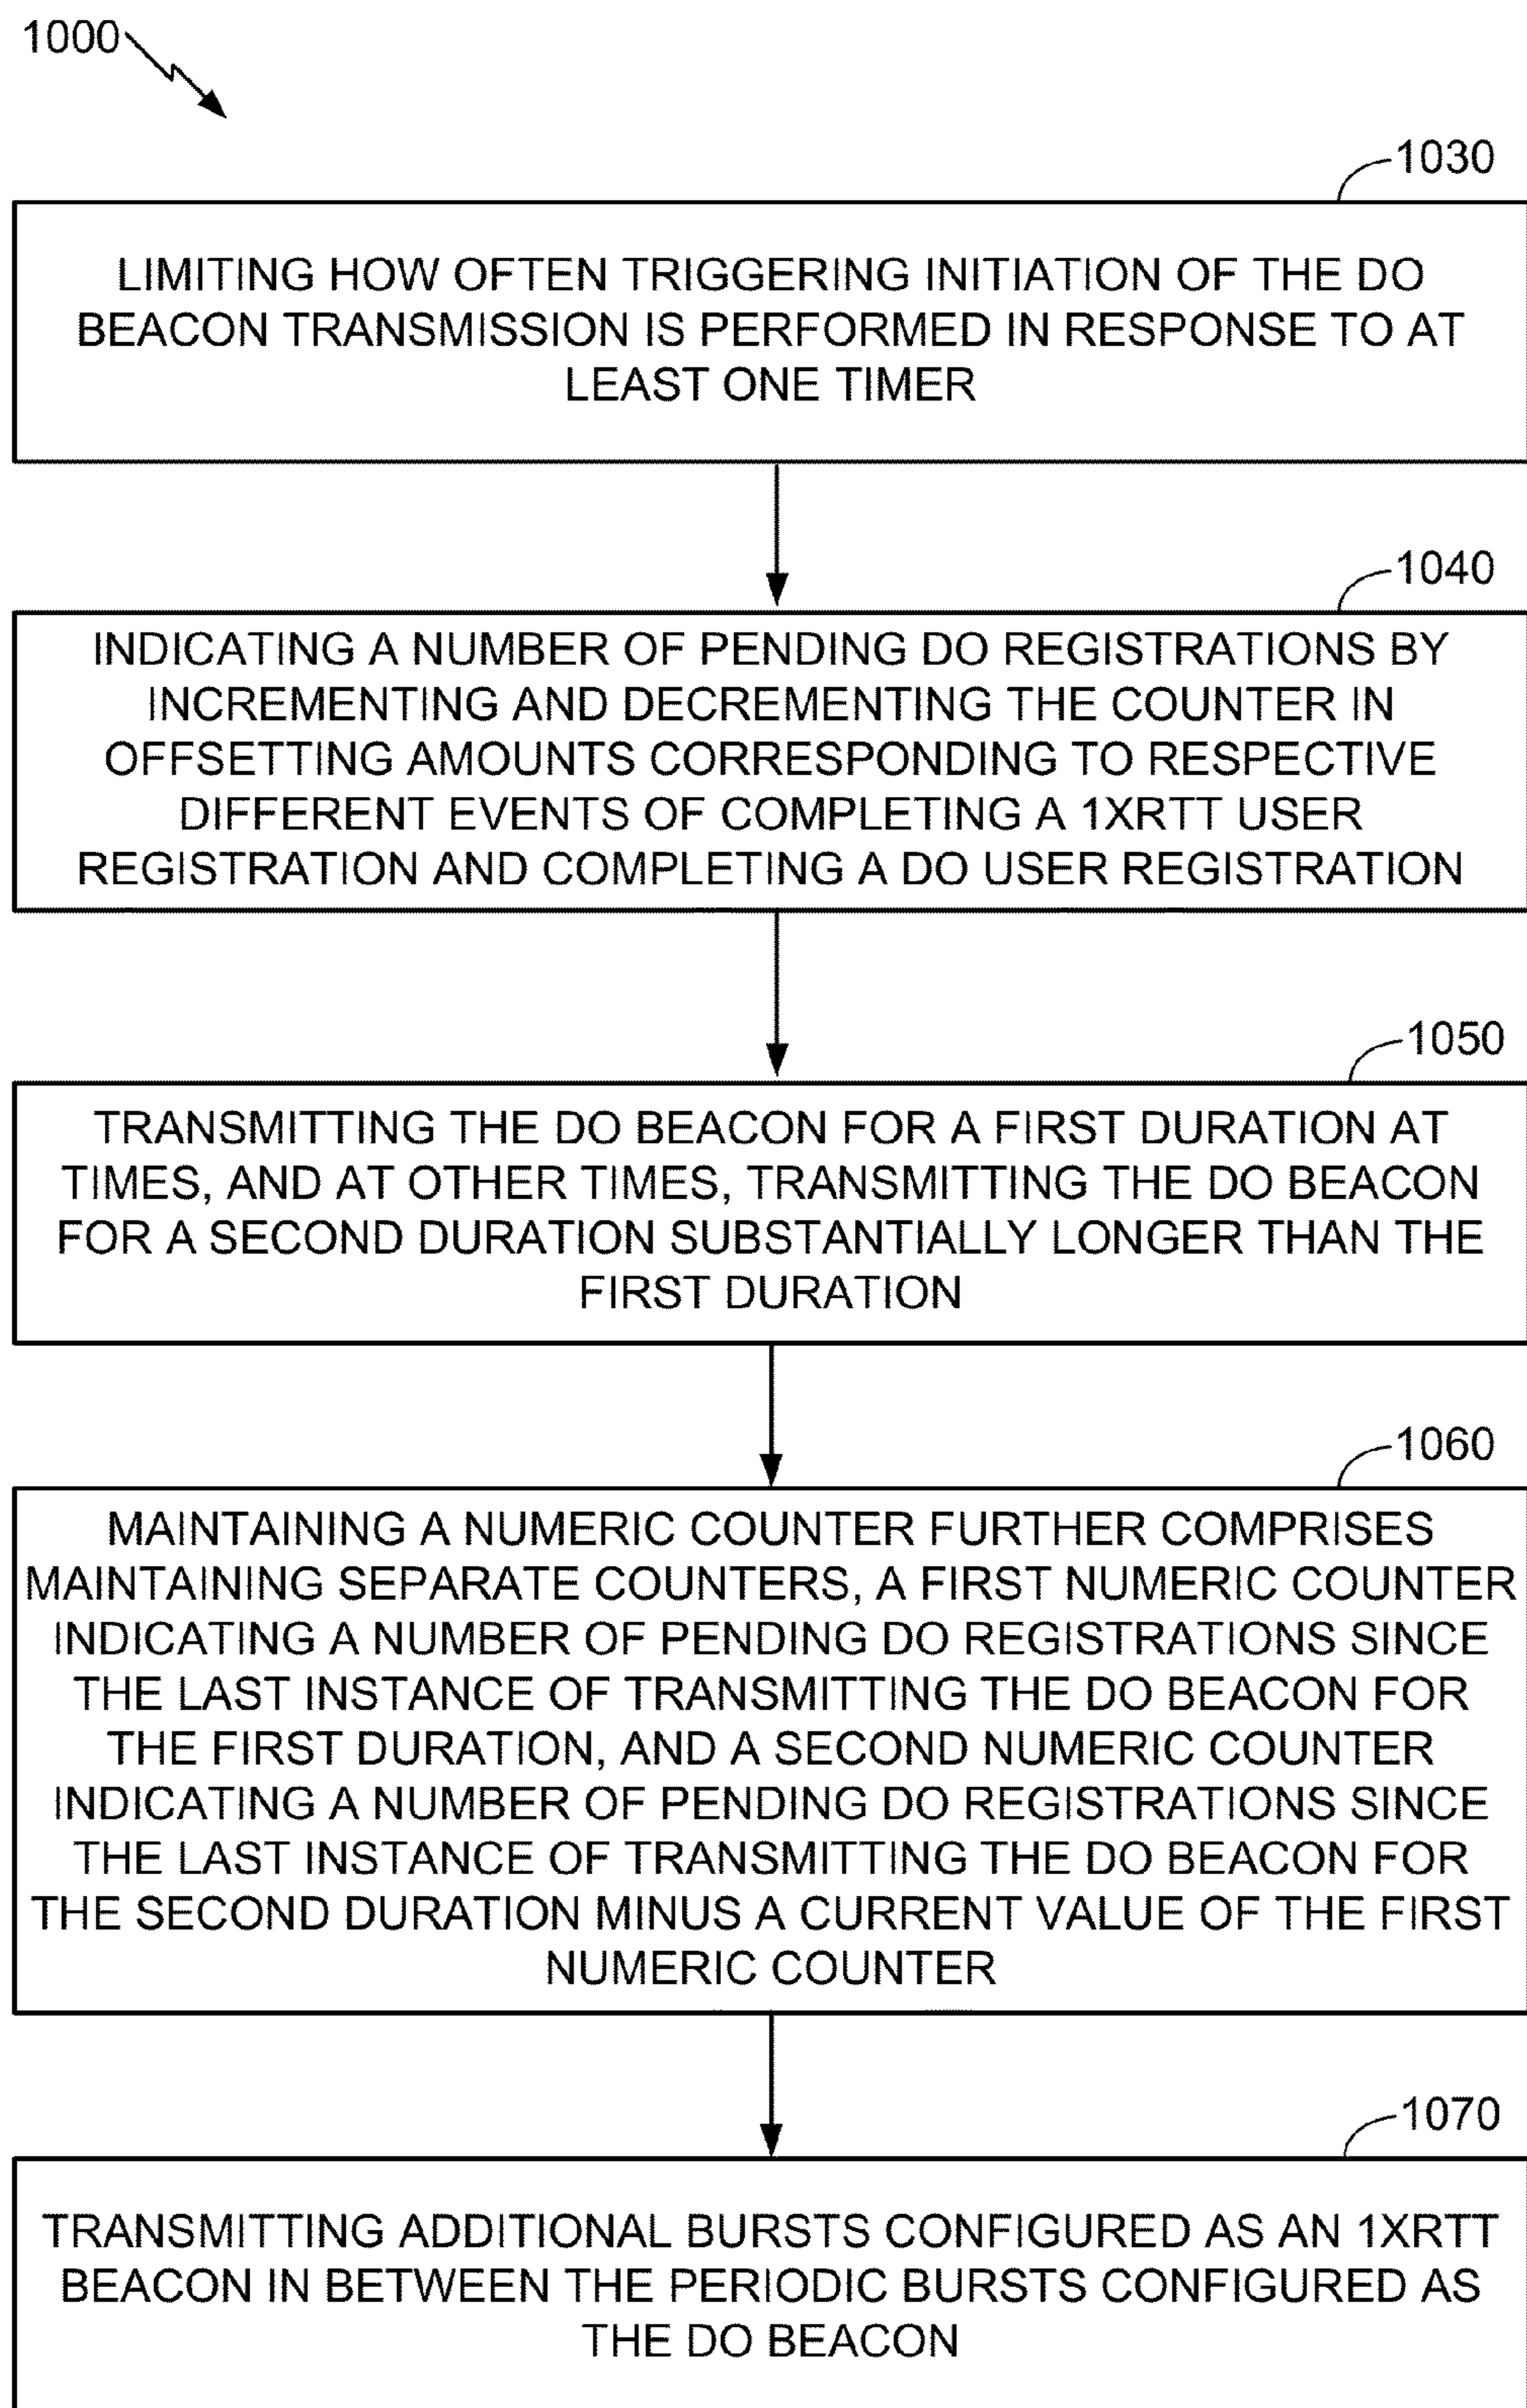 1000
1030
LIMITING HOW OFTEN TRIGGERING INITIATION OF THE DO
BEACON TRANSMISSION IS PERFORMED IN RESPONSE TO AT
LEAST ONE TIMER
1040
INDICATING A NUMBER OF PENDING DO REGISTRATIONS BY
INCREMENTING AND DECREMENTING THE COUNTER IN
OFFSETTING AMOUNTS CORRESPONDING TO RESPECTIVE
DIFFERENT EVENTS OF COMPLETING A 1XRTT USER
REGISTRATION AND COMPLETING A DO USER REGISTRATION
1050
TRANSMITTING THE DO BEACON FOR A FIRST DURATION AT
TIMES, AND AT OTHER TIMES, TRANSMITTING THE DO BEACON
FOR A SECOND DURATION SUBSTANTIALLY LONGER THAN THE
FIRST DURATION
1060
MAINTAINING A NUMERIC COUNTER FURTHER COMPRISES
MAINTAINING SEPARATE COUNTERS, A FIRST NUMERIC COUNTER
INDICATING A NUMBER OF PENDING DO REGISTRATIONS SINCE
THE LAST INSTANCE OF TRANSMITTING THE DO BEACON FOR
THE FIRST DURATION, AND A SECOND NUMERIC COUNTER
INDICATING A NUMBER OF PENDING DO REGISTRATIONS SINCE
THE LAST INSTANCE OF TRANSMITTING THE DO BEACON FOR
THE SECOND DURATION MINUS A CURRENT VALUE OF THE FIRST
NUMERIC COUNTER
1070
TRANSMITTING ADDITIONAL BURSTS CONFIGURED AS AN 1XRTT
BEACON IN BETWEEN THE PERIODIC BURSTS CONFIGURED AS
THE DO BEACON